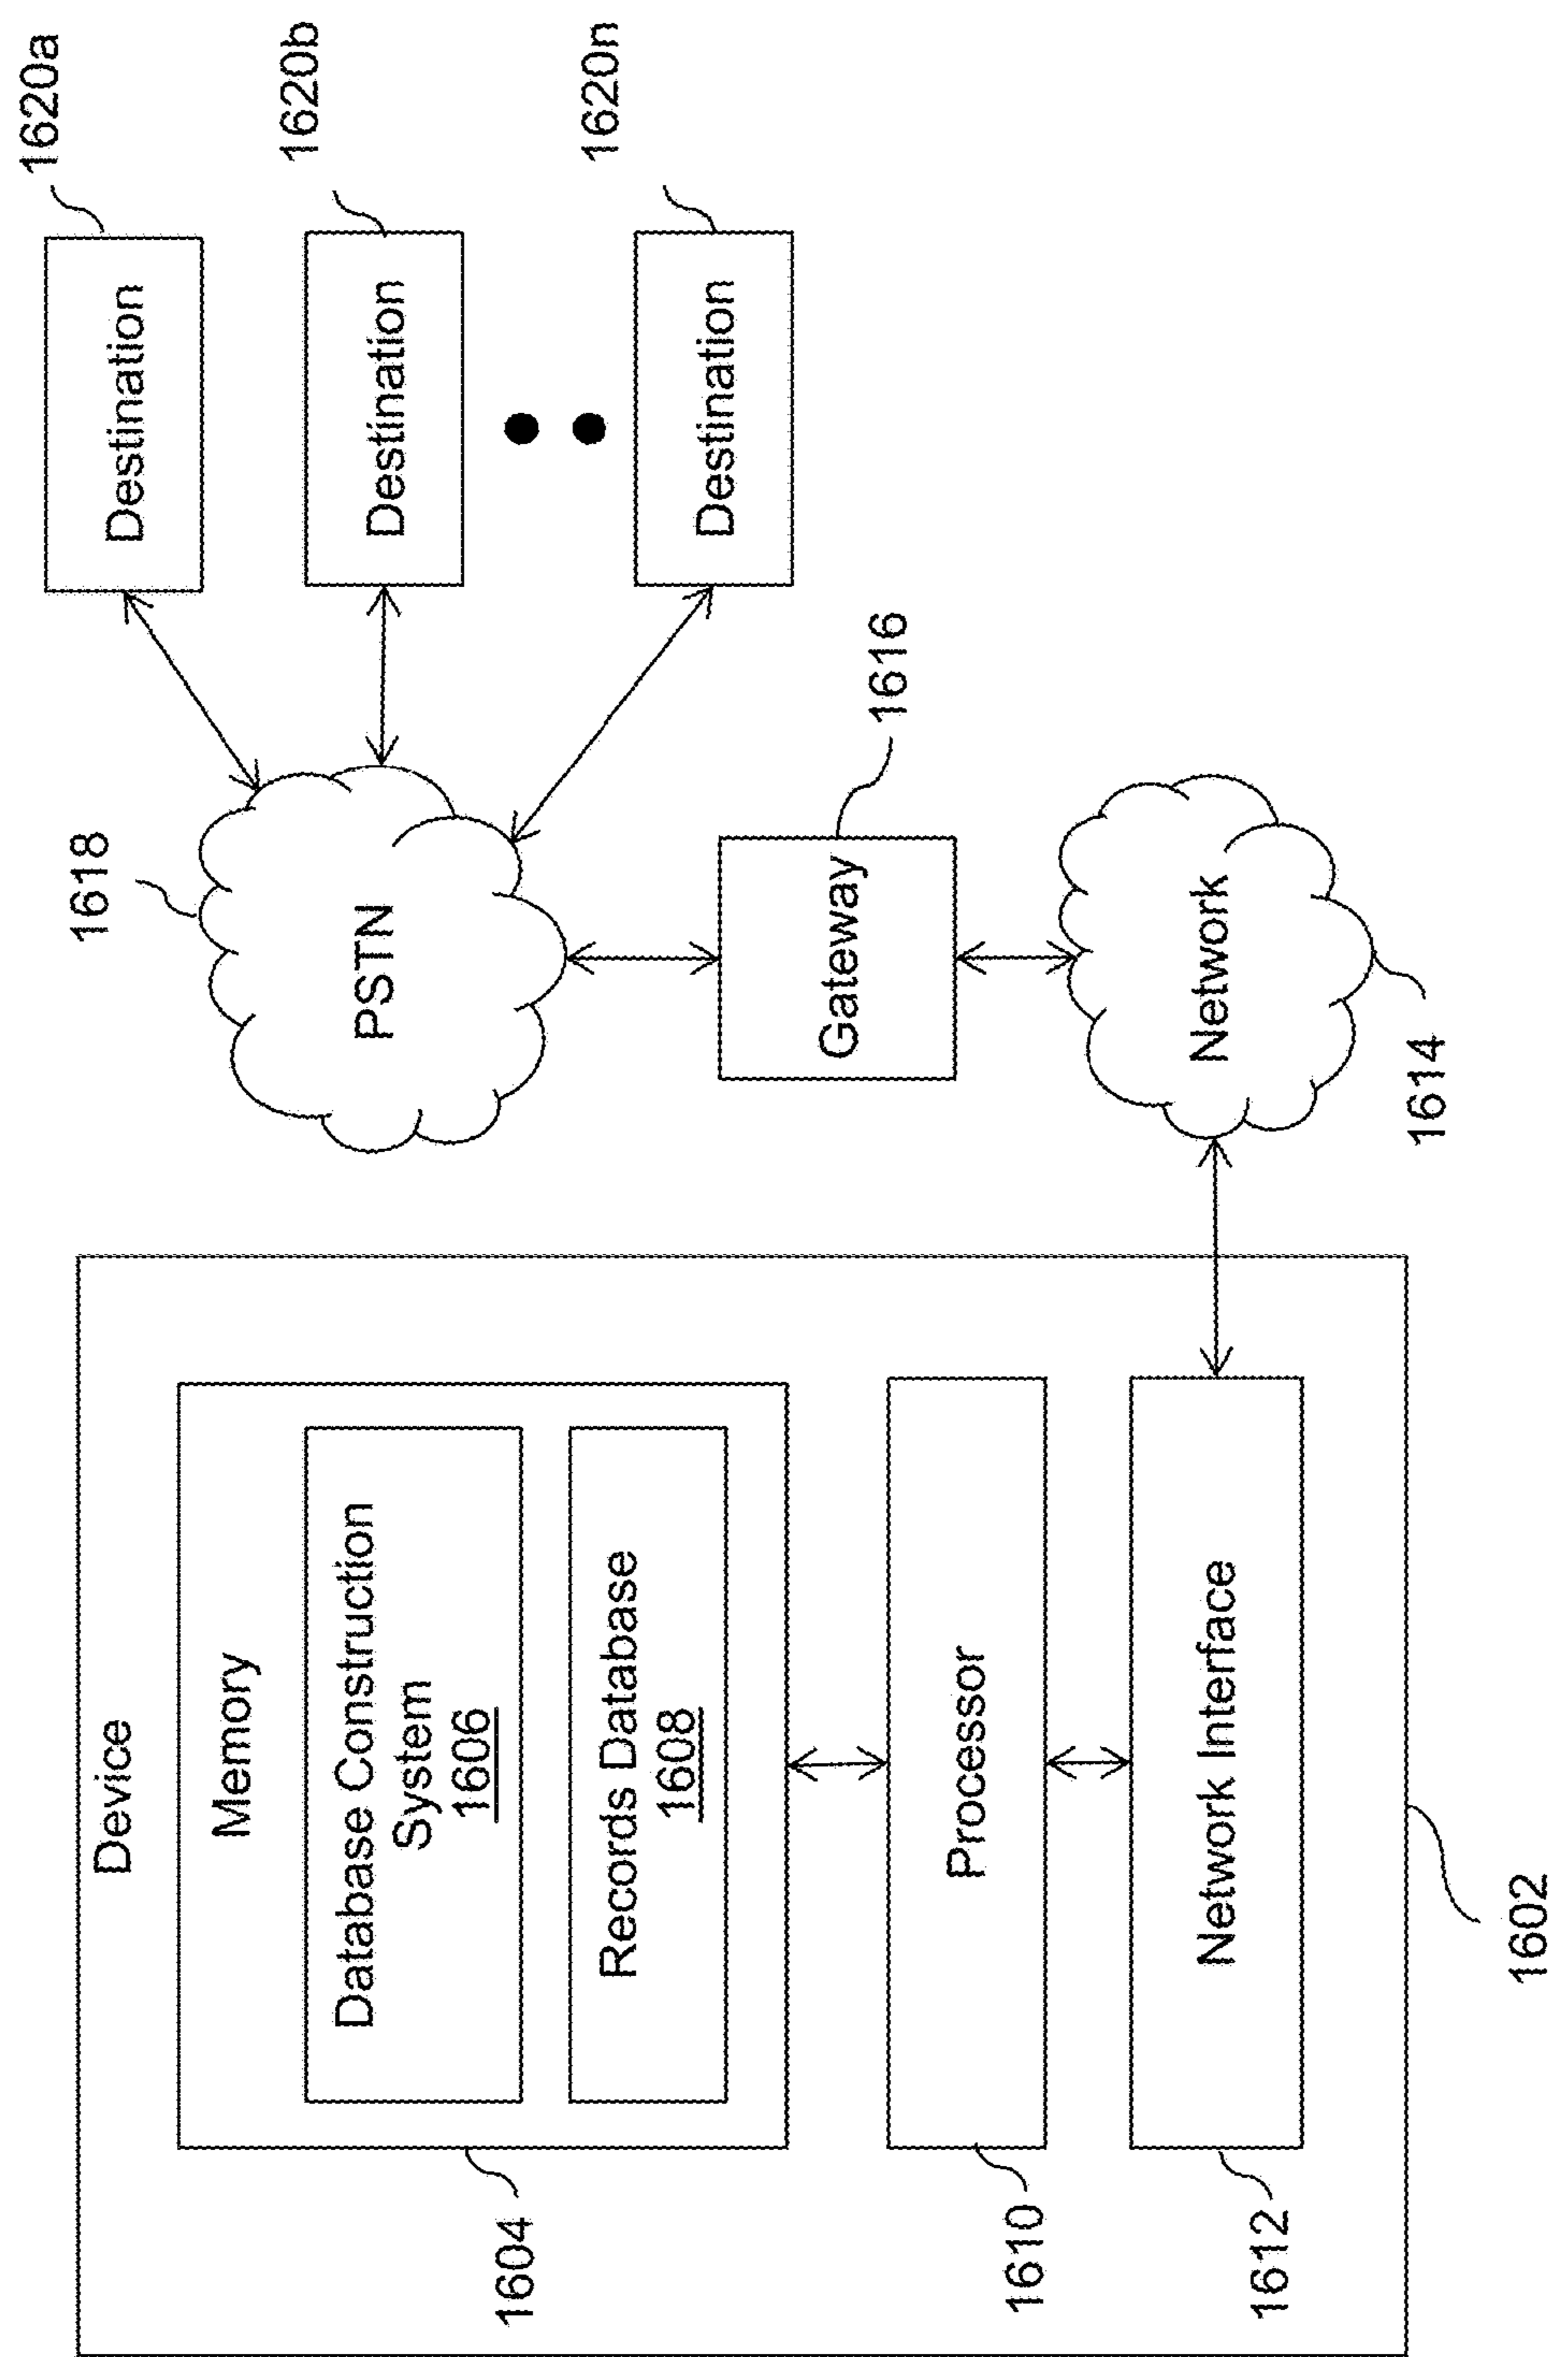 Device
Memory
Database Construction
System
1606
Records Database
1608
1604
Processor
1610
Network Interface
1612
1602
1618
PSTN
Gateway
1616
Network
1614
Destination
1620a
Destination
1620b
Destination
1620n